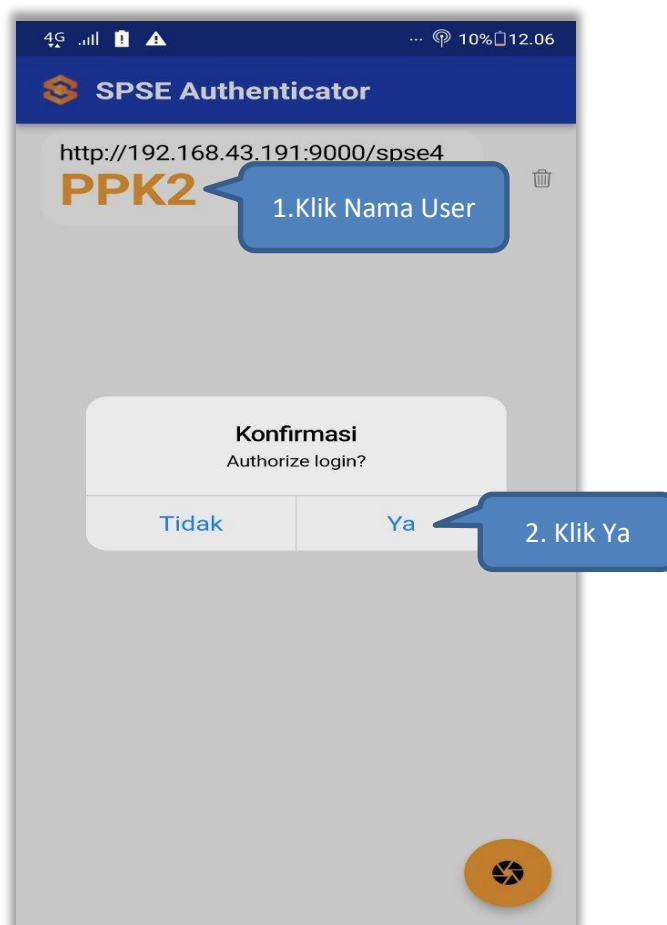 4G 10% 12.06
SPSE Authenticator
http://192.168.43.191:9000/spse4
PPK2
1.Klik Nama User
Konfirmasi
Authorize login?
Tidak Ya
2. Klik Ya